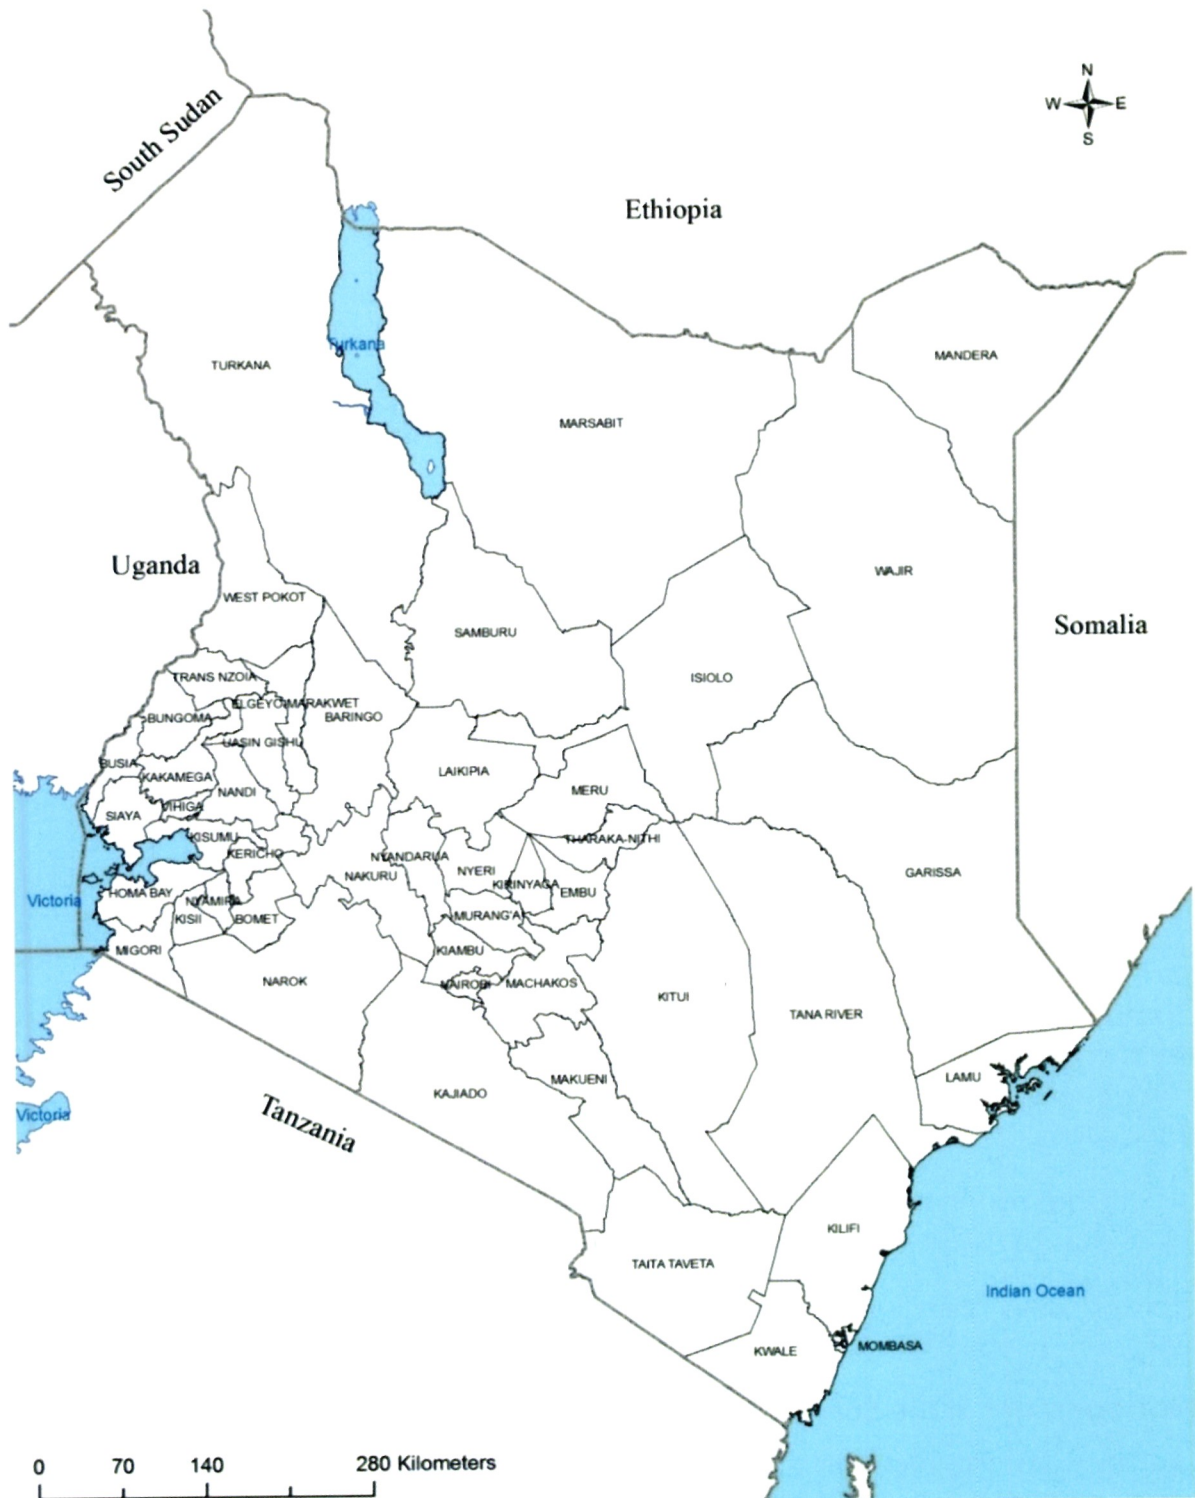 N
W E
S
South Sudan
Ethiopia
Turkana
MANDERA
TURKANA
MARSABIT
Uganda
WAJIR
WEST POKOT
Somalia
SAMBURU
TRANS NZOIA
ISIOLO
ELGEYO MARAKWET
BUNGOMA
BARINGO
UASIN GISHU
BUSIA
KAKAMEGA
LAIKIPIA
NANDI
MERU
VIHIGA
SIAYA
KISUMU
THARAKA-NITHI
KERICHO
NYANDARUA
NYERI
GARISSA
NAKURU
KIRINYAGA
HOMA BAY
EMBU
Victoria
NYAMIRA
KISII
BOMET
MURANG'A
MIGORI
KIAMBU
NAROK
NAIROBI
MACHAKOS
KITUI
TANA RIVER
LAMU
MAKUENI
KAJIADO
Victoria
Tanzania
KILIFI
TAITA TAVETA
Indian Ocean
KWALE
MOMBASA
0 70 140 280 Kilometers